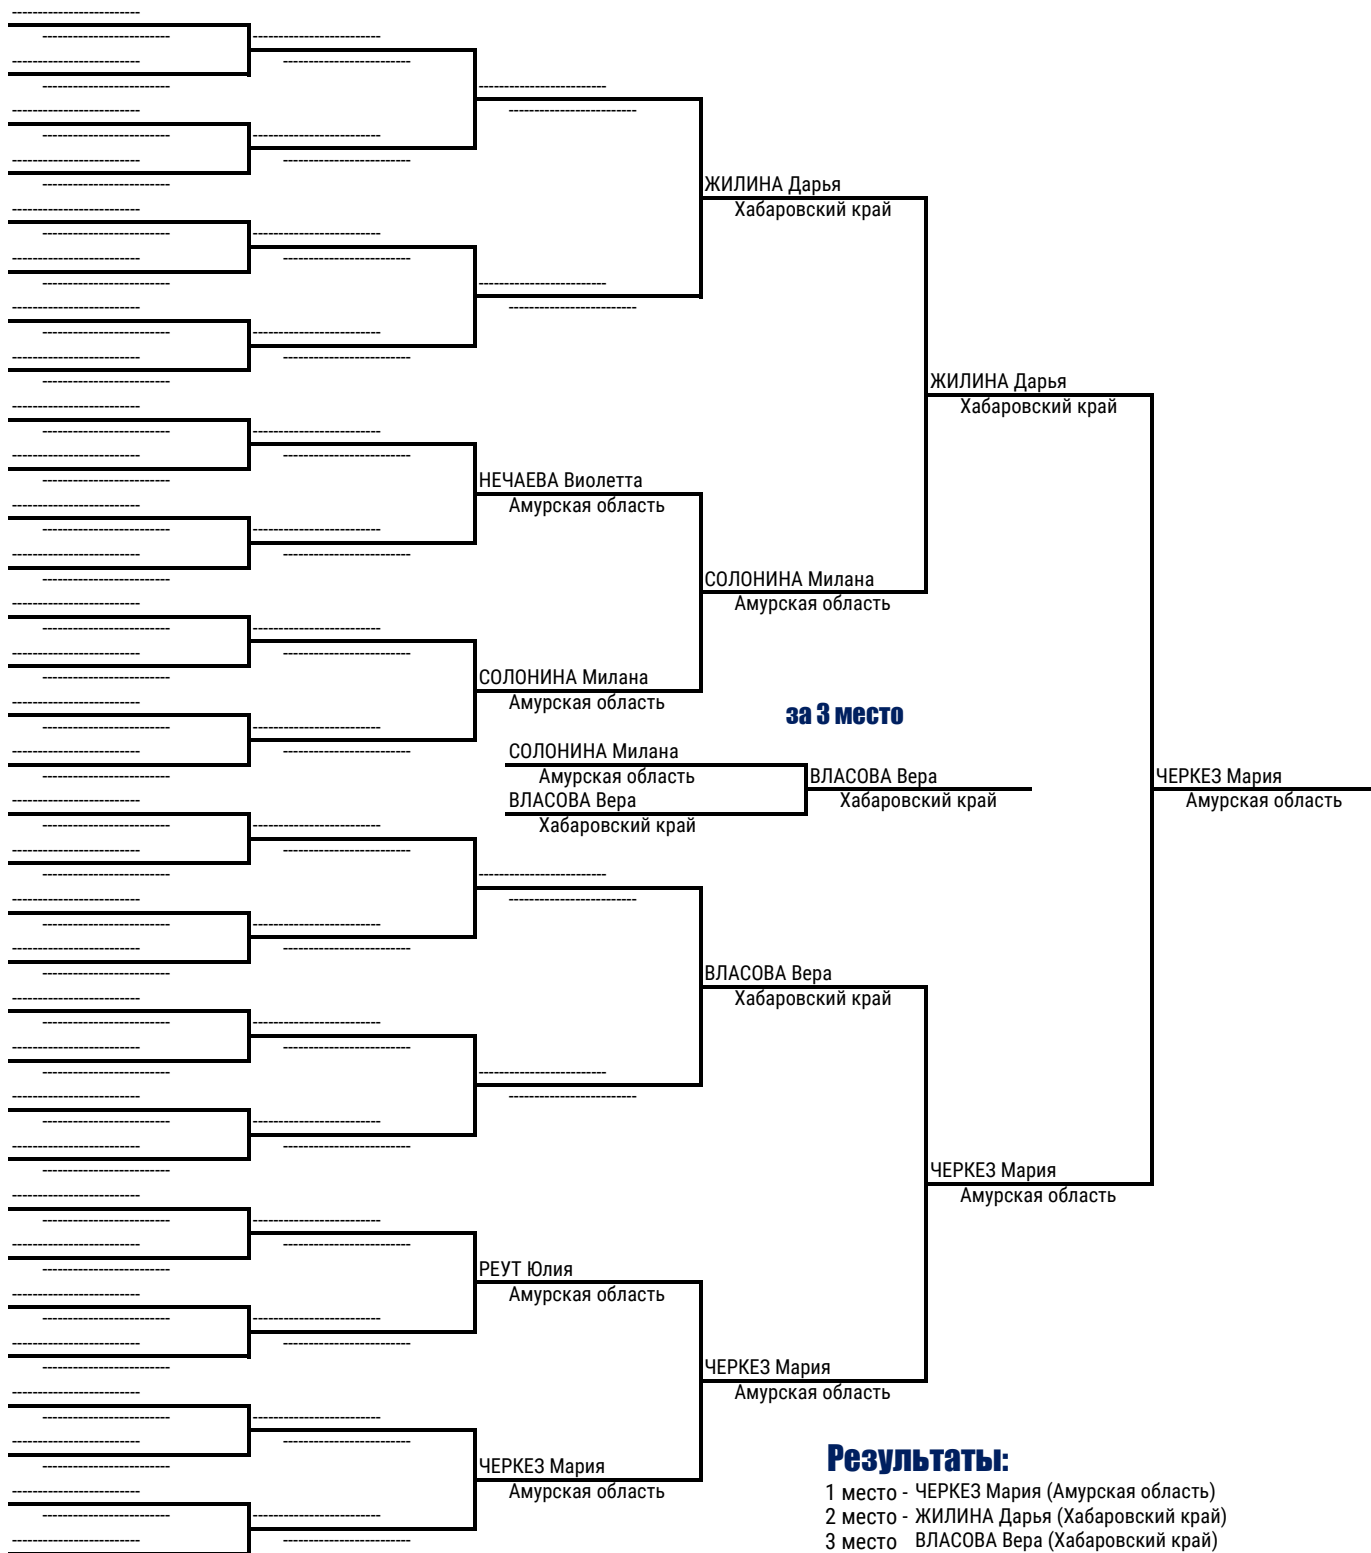 ЖИЛИНА Дарья
Хабаровский край
ЖИЛИНА Дарья
Хабаровский край
НЕЧАЕВА Виолетта
Амурская область
СОЛОНИНА Милана
Амурская область
СОЛОНИНА Милана
Амурская область
за 3 место
СОЛОНИНА Милана
Амурская область
ВЛАСОВА Вера
Хабаровский край
ВЛАСОВА Вера
Хабаровский край
ЧЕРКЕЗ Мария
Амурская область
ВЛАСОВА Вера
Хабаровский край
ЧЕРКЕЗ Мария
Амурская область
РЕУТ Юлия
Амурская область
ЧЕРКЕЗ Мария
Амурская область
ЧЕРКЕЗ Мария
Амурская область
Результаты:
1 место - ЧЕРКЕЗ Мария (Амурская область)
2 место - ЖИЛИНА Дарья (Хабаровский край)
3 место ВЛАСОВА Вера (Хабаровский край)